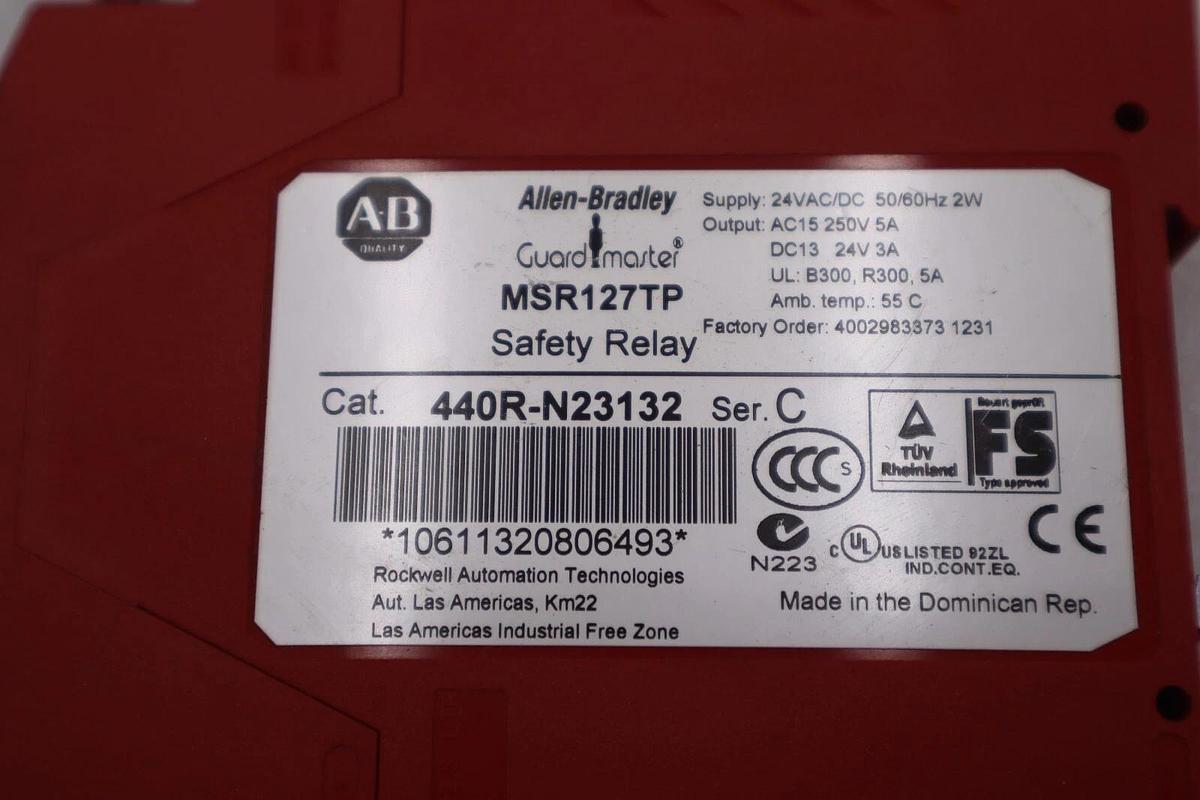 A-B
QUALITY
Allen-Bradley
Guardmaster®
MSR127TP
Safety Relay
Supply: 24VAC/DC 50/60Hz 2W
Output: AC15 250V 5A
DC13 24V 3A
UL: B300, R300, 5A
Amb. temp.: 55 C
Factory Order: 4002983373 1231
Cat. 440R-N23132 Ser. C
*10611320806493*
Rockwell Automation Technologies
Aut. Las Americas, Km22
Las Americas Industrial Free Zone
CCC S
TÜV
Rheinland
Bauart geprüft
FS
Type approved
N223
c UL US LISTED 92ZL
IND.CONT.EQ.
CE
Made in the Dominican Rep.